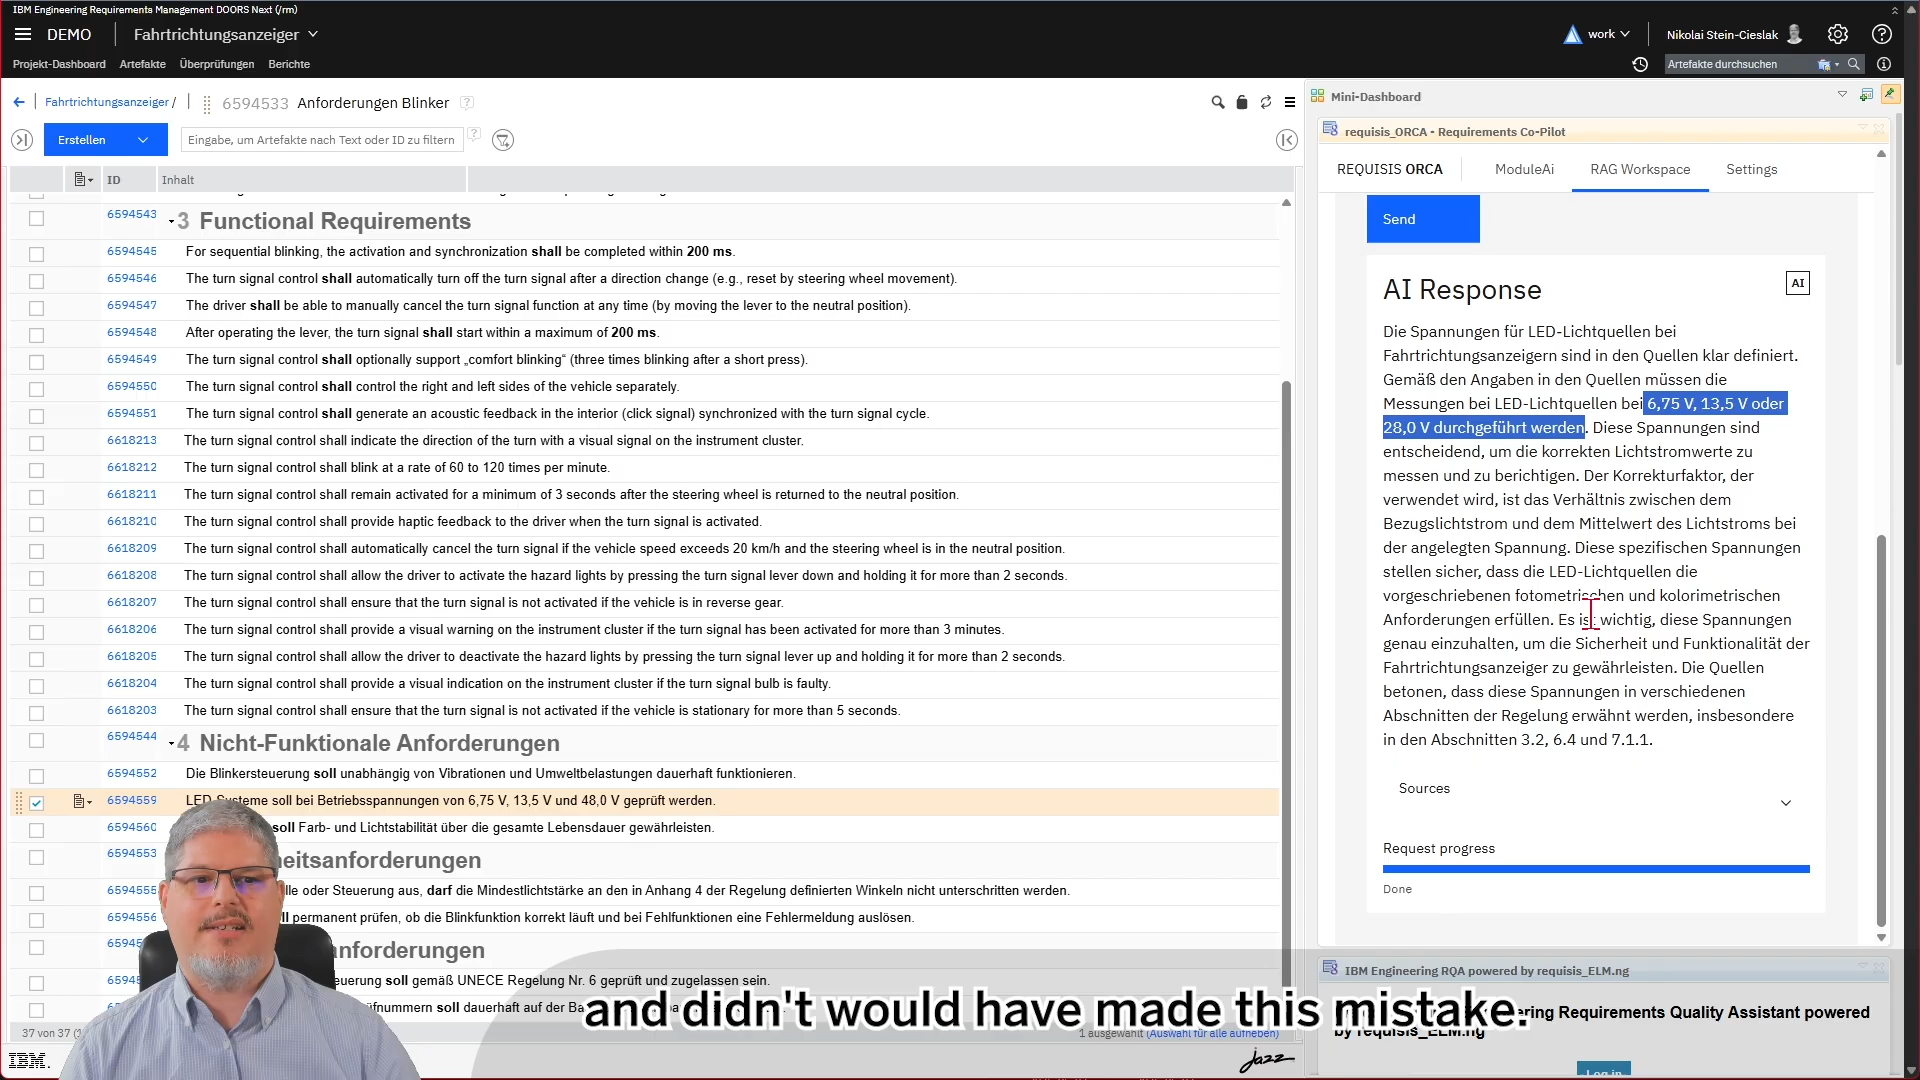 IBM Engineering Requirements Management DOORS Next (/rm)
DEMO
Fahrtrichtungsanzeiger
work
Nikolai Stein-Cieslak
Projekt-Dashboard
Artefakte
Überprüfungen
Berichte
Artefakte durchsuchen
Fahrtrichtungsanzeiger /
6594533 Anforderungen Blinker
Erstellen
Eingabe, um Artefakte nach Text oder ID zu filtern
ID
Inhalt
6594543 3 Functional Requirements
6594545 For sequential blinking, the activation and synchronization shall be completed within 200 ms.
6594546 The turn signal control shall automatically turn off the turn signal after a direction change (e.g., reset by steering wheel movement).
6594547 The driver shall be able to manually cancel the turn signal function at any time (by moving the lever to the neutral position).
6594548 After operating the lever, the turn signal shall start within a maximum of 200 ms.
6594549 The turn signal control shall optionally support „comfort blinking“ (three times blinking after a short press).
6594550 The turn signal control shall control the right and left sides of the vehicle separately.
6594551 The turn signal control shall generate an acoustic feedback in the interior (click signal) synchronized with the turn signal cycle.
6618213 The turn signal control shall indicate the direction of the turn with a visual signal on the instrument cluster.
6618212 The turn signal control shall blink at a rate of 60 to 120 times per minute.
6618211 The turn signal control shall remain activated for a minimum of 3 seconds after the steering wheel is returned to the neutral position.
6618210 The turn signal control shall provide haptic feedback to the driver when the turn signal is activated.
6618209 The turn signal control shall automatically cancel the turn signal if the vehicle speed exceeds 20 km/h and the steering wheel is in the neutral position.
6618208 The turn signal control shall allow the driver to activate the hazard lights by pressing the turn signal lever down and holding it for more than 2 seconds.
6618207 The turn signal control shall ensure that the turn signal is not activated if the vehicle is in reverse gear.
6618206 The turn signal control shall provide a visual warning on the instrument cluster if the turn signal has been activated for more than 3 minutes.
6618205 The turn signal control shall allow the driver to deactivate the hazard lights by pressing the turn signal lever up and holding it for more than 2 seconds.
6618204 The turn signal control shall provide a visual indication on the instrument cluster if the turn signal bulb is faulty.
6618203 The turn signal control shall ensure that the turn signal is not activated if the vehicle is stationary for more than 5 seconds.
6594544 4 Nicht-Funktionale Anforderungen
6594552 Die Blinkersteuerung soll unabhängig von Vibrationen und Umweltbelastungen dauerhaft funktionieren.
6594559 LED-Systeme soll bei Betriebsspannungen von 6,75 V, 13,5 V und 48,0 V geprüft werden.
6594560 soll Farb- und Lichtstabilität über die gesamte Lebensdauer gewährleisten.
6594553 heitsanforderungen
6594555 lle oder Steuerung aus, darf die Mindestlichtstärke an den in Anhang 4 der Regelung definierten Winkeln nicht unterschritten werden.
6594556 ll permanent prüfen, ob die Blinkfunktion korrekt läuft und bei Fehlfunktionen eine Fehlermeldung auslösen.
anforderungen
euerung soll gemäß UNECE Regelung Nr. 6 geprüft und zugelassen sein.
üfnummern soll dauerhaft auf der Ba
37 von 37
1 ausgewählt (Auswahl für alle aufheben)
IBM.
jazz
Mini-Dashboard
requisis_ORCA - Requirements Co-Pilot
REQUISIS ORCA
ModuleAi
RAG Workspace
Settings
Send
AI Response
AI
Die Spannungen für LED-Lichtquellen bei
Fahrtrichtungsanzeigern sind in den Quellen klar definiert.
Gemäß den Angaben in den Quellen müssen die
Messungen bei LED-Lichtquellen bei 6,75 V, 13,5 V oder
28,0 V durchgeführt werden. Diese Spannungen sind
entscheidend, um die korrekten Lichtstromwerte zu
messen und zu berichtigen. Der Korrekturfaktor, der
verwendet wird, ist das Verhältnis zwischen dem
Bezugslichtstrom und dem Mittelwert des Lichtstroms bei
der angelegten Spannung. Diese spezifischen Spannungen
stellen sicher, dass die LED-Lichtquellen die
vorgeschriebenen fotometrischen und kolorimetrischen
Anforderungen erfüllen. Es ist wichtig, diese Spannungen
genau einzuhalten, um die Sicherheit und Funktionalität der
Fahrtrichtungsanzeiger zu gewährleisten. Die Quellen
betonen, dass diese Spannungen in verschiedenen
Abschnitten der Regelung erwähnt werden, insbesondere
in den Abschnitten 3.2, 6.4 und 7.1.1.
Sources
Request progress
Done
IBM Engineering RQA powered by requisis_ELM.ng
ering Requirements Quality Assistant powered
by requisis_ELM.ng
Log in
and didn't would have made this mistake.